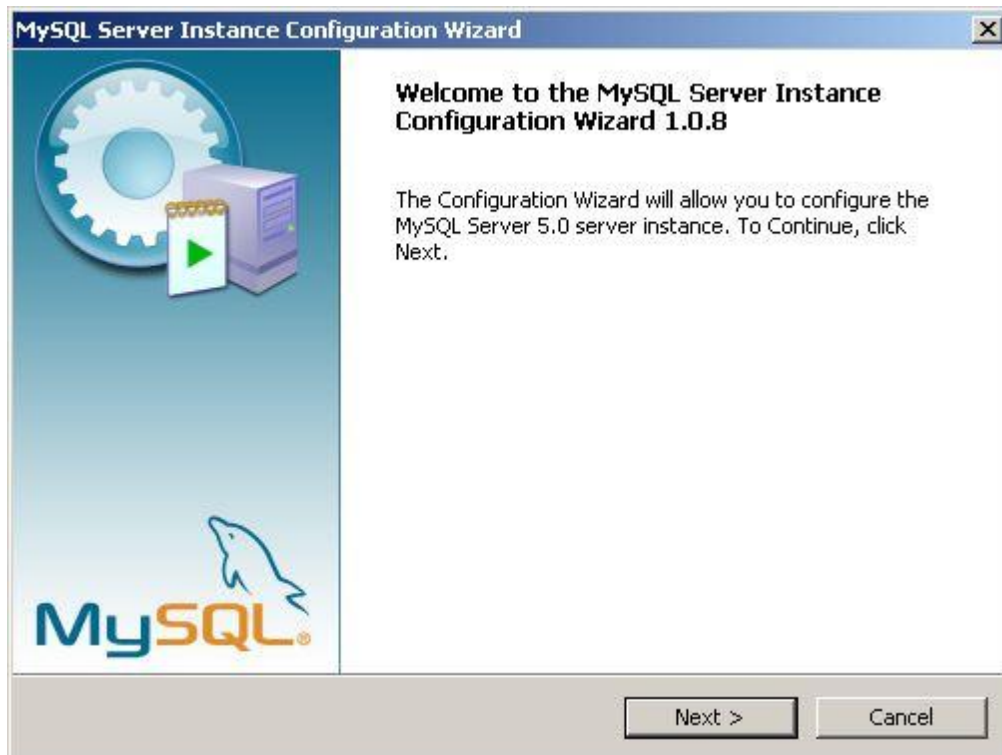 MySQL Server Instance Configuration Wizard
Welcome to the MySQL Server Instance
Configuration Wizard 1.0.8
The Configuration Wizard will allow you to configure the
MySQL Server 5.0 server instance. To Continue, click
Next.
MySQL®
Next >
Cancel